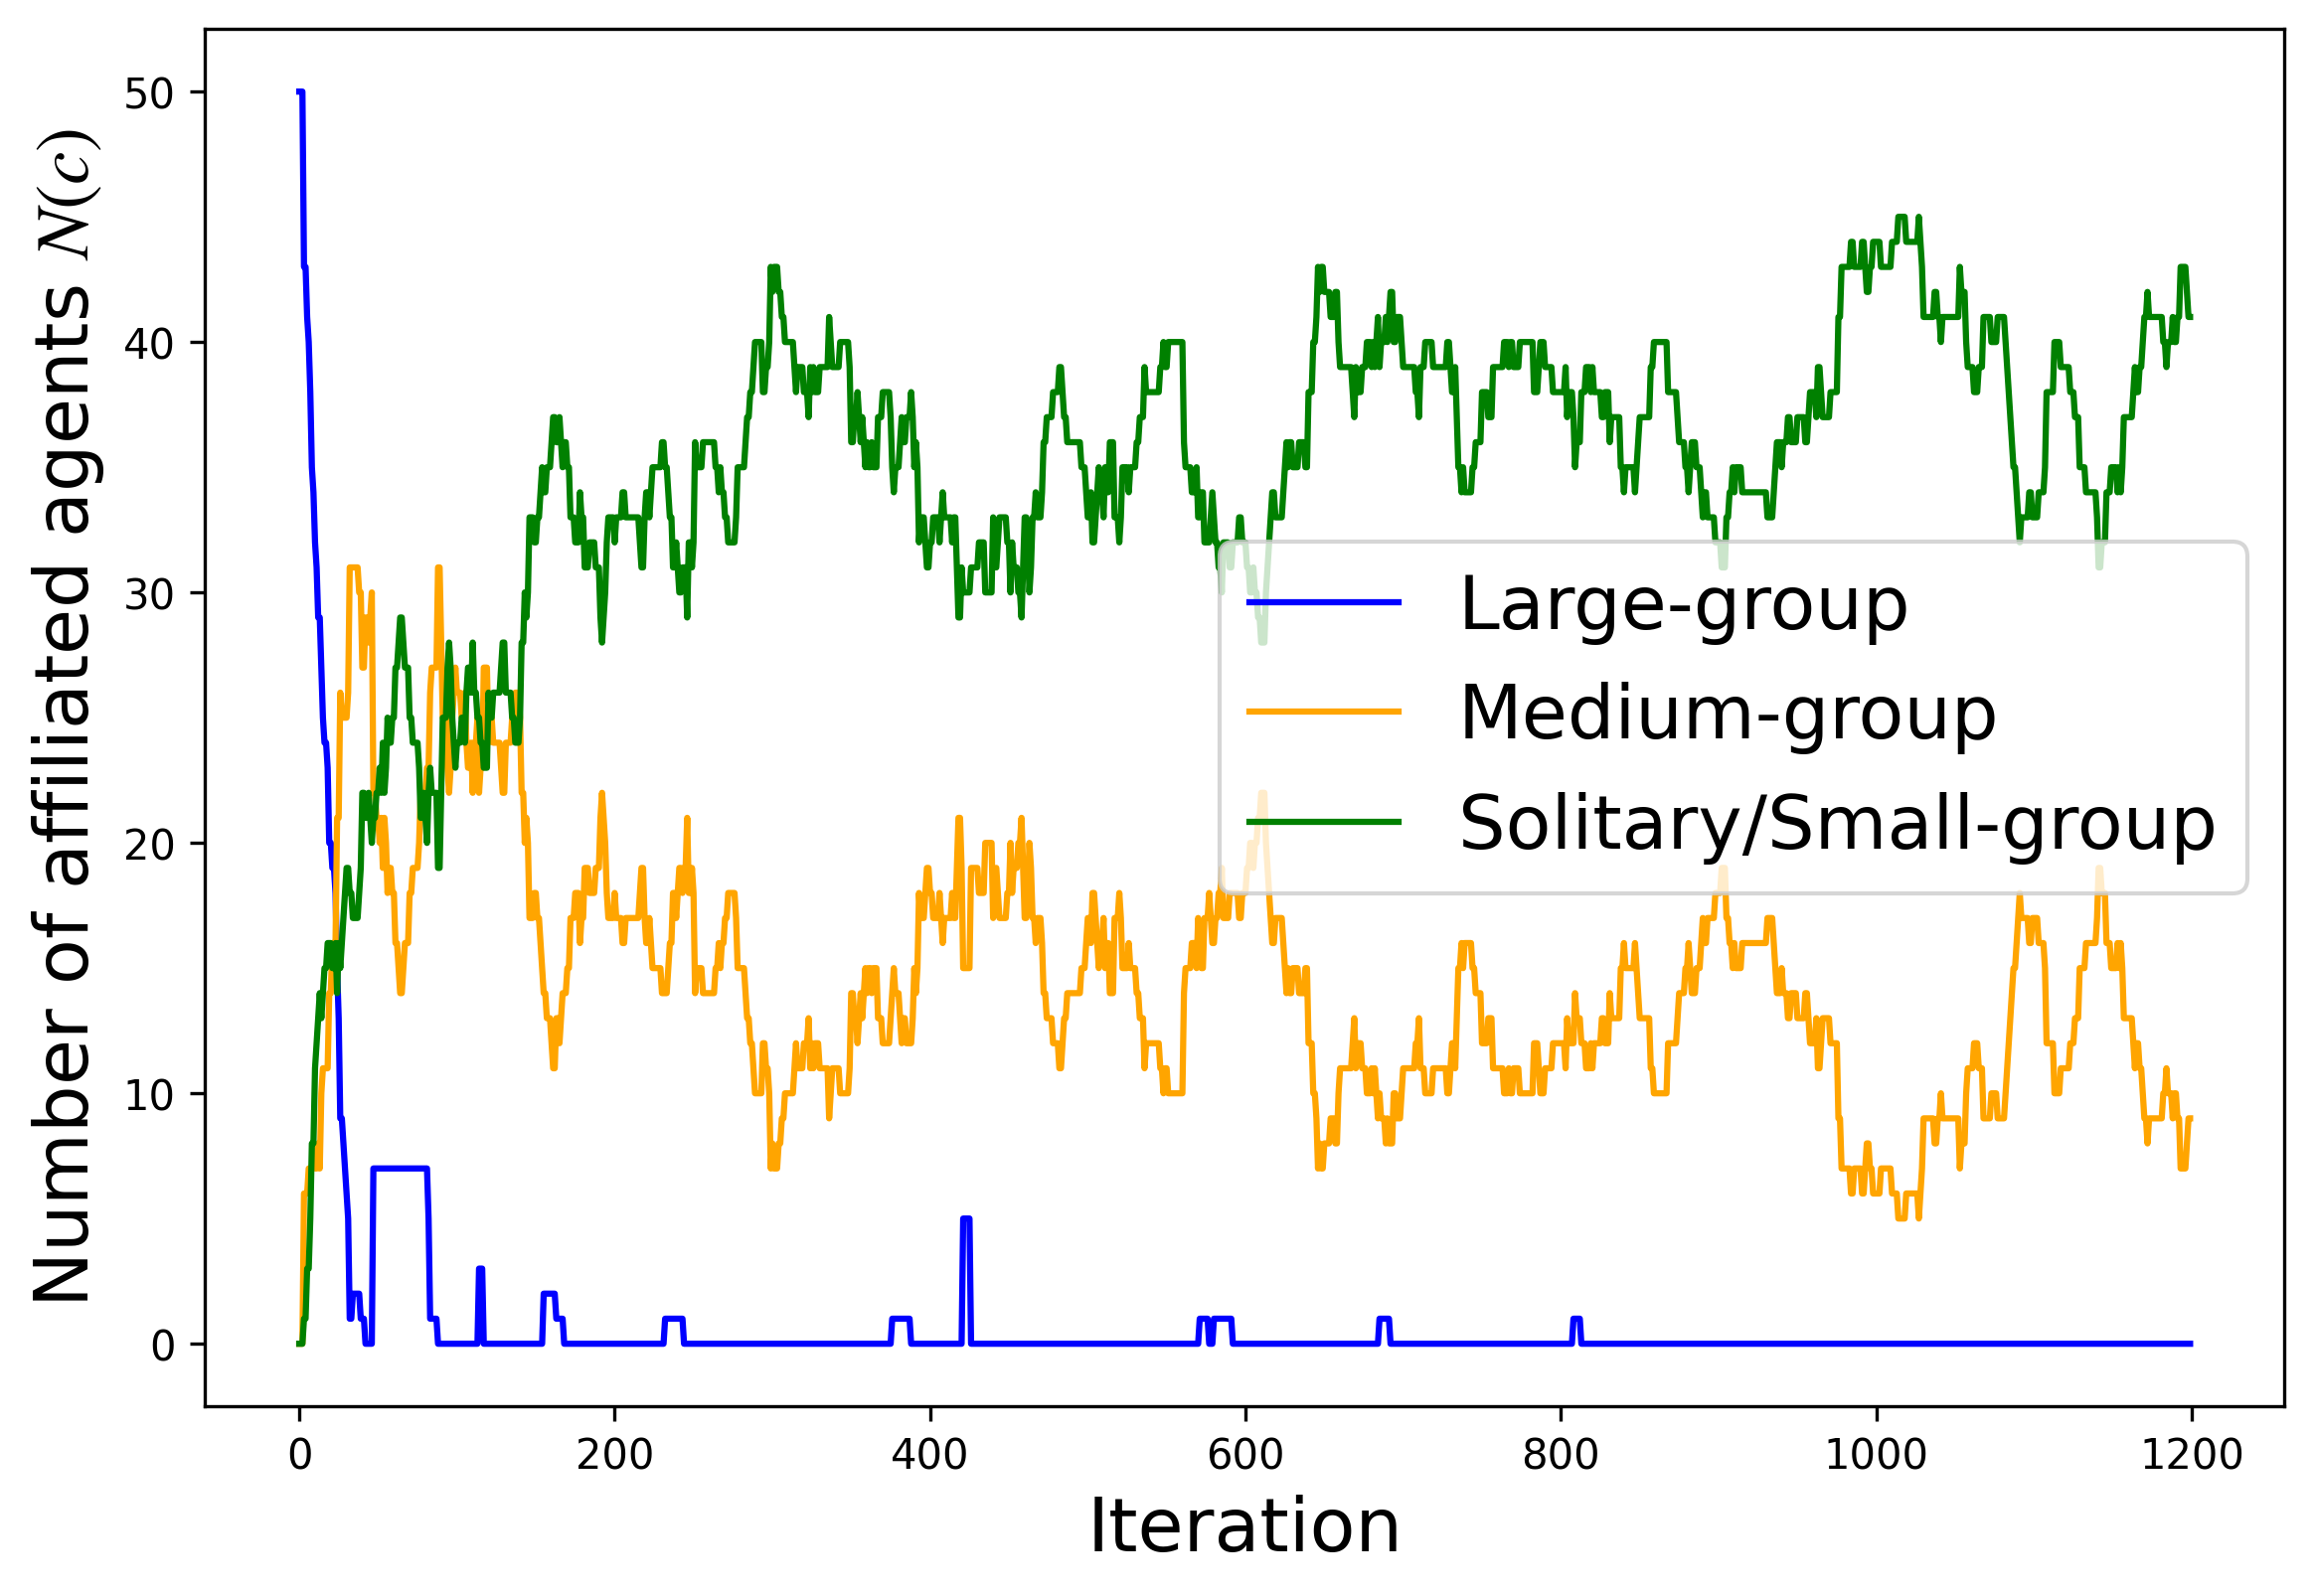 Number of affiliated agents N(c)
50
40
30
20
10
0
Large-group
Medium-group
Solitary/Small-group
0 200 400 600 800 1000 1200
Iteration